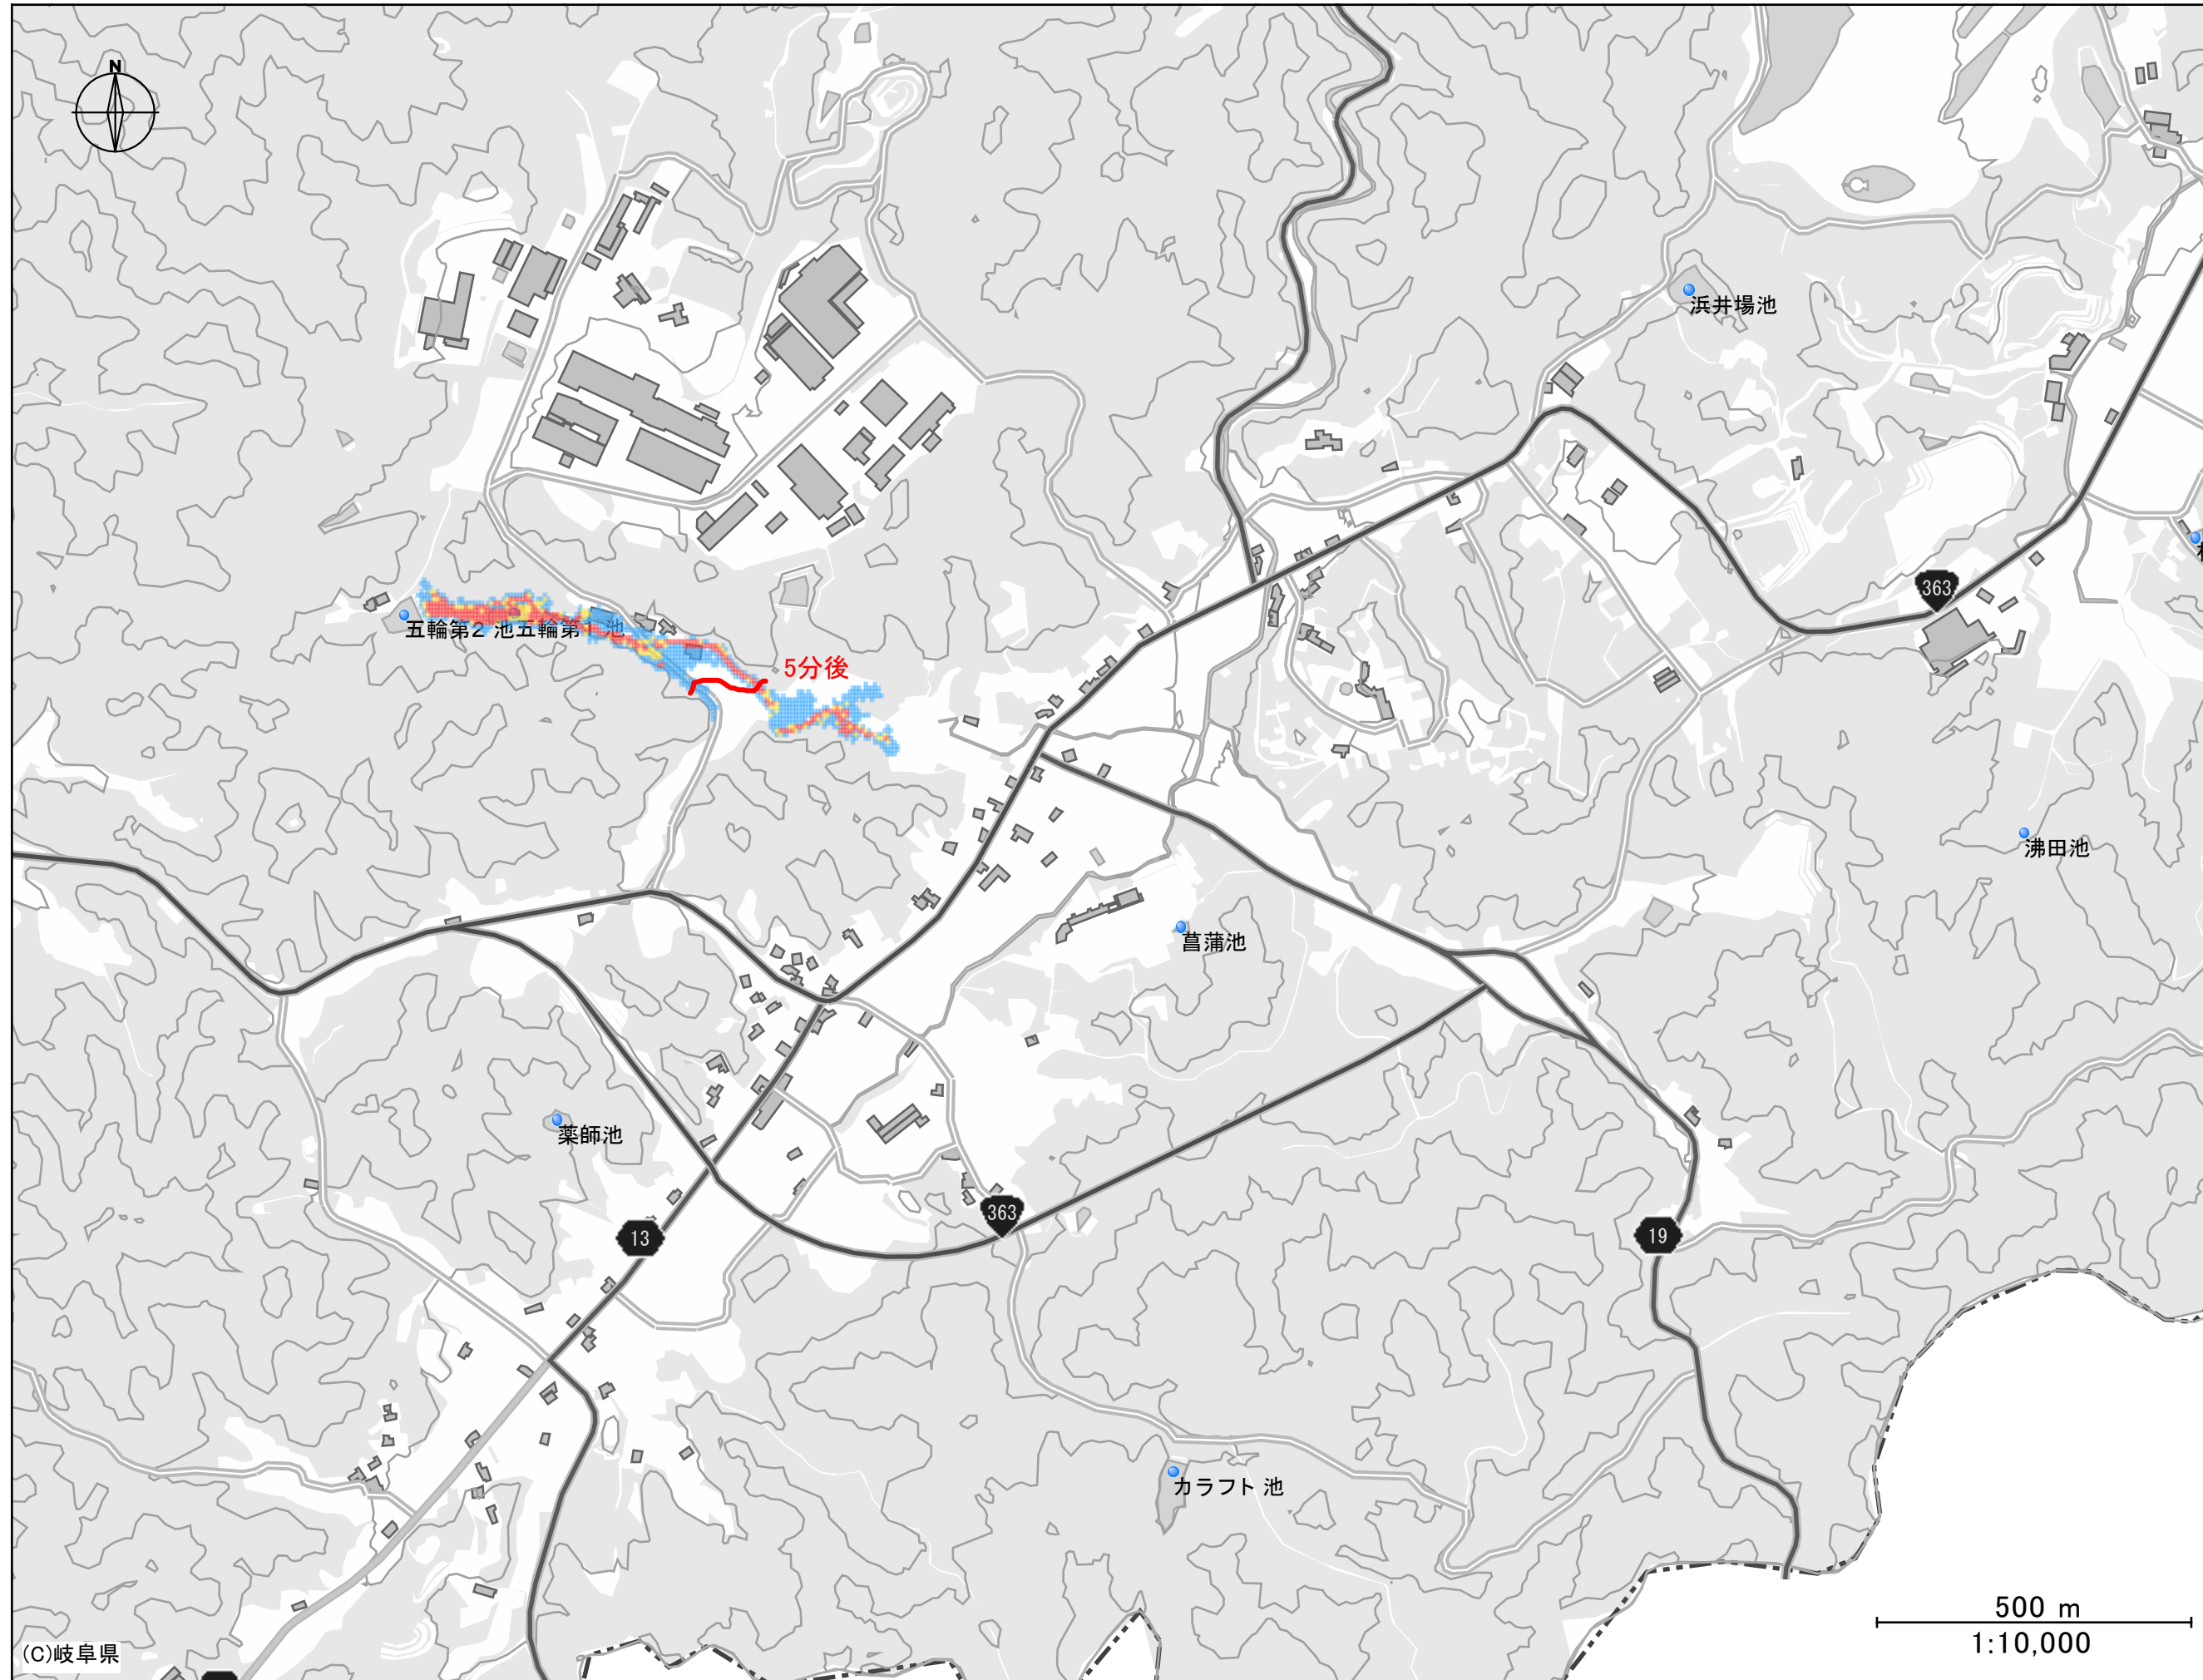 N
浜井場池
363
五輪第2 池五輪第1 池
5分後
沸田池
菖蒲池
薬師池
363
13
19
カラフト 池
500 m
1:10,000
(C)岐阜県